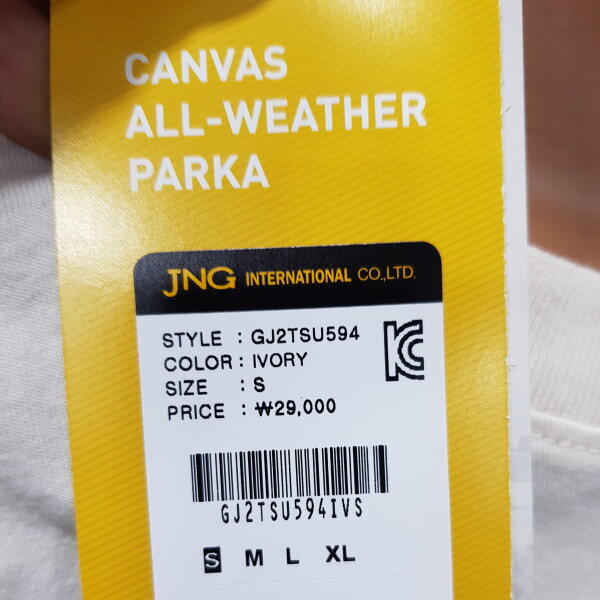 CANVAS
ALL-WEATHER
PARKA
JNG INTERNATIONAL CO.,LTD.
STYLE : GJ2TSU594
COLOR : IVORY
SIZE : S
PRICE : ₩29,000
GJ2TSU594IVS
S M L XL